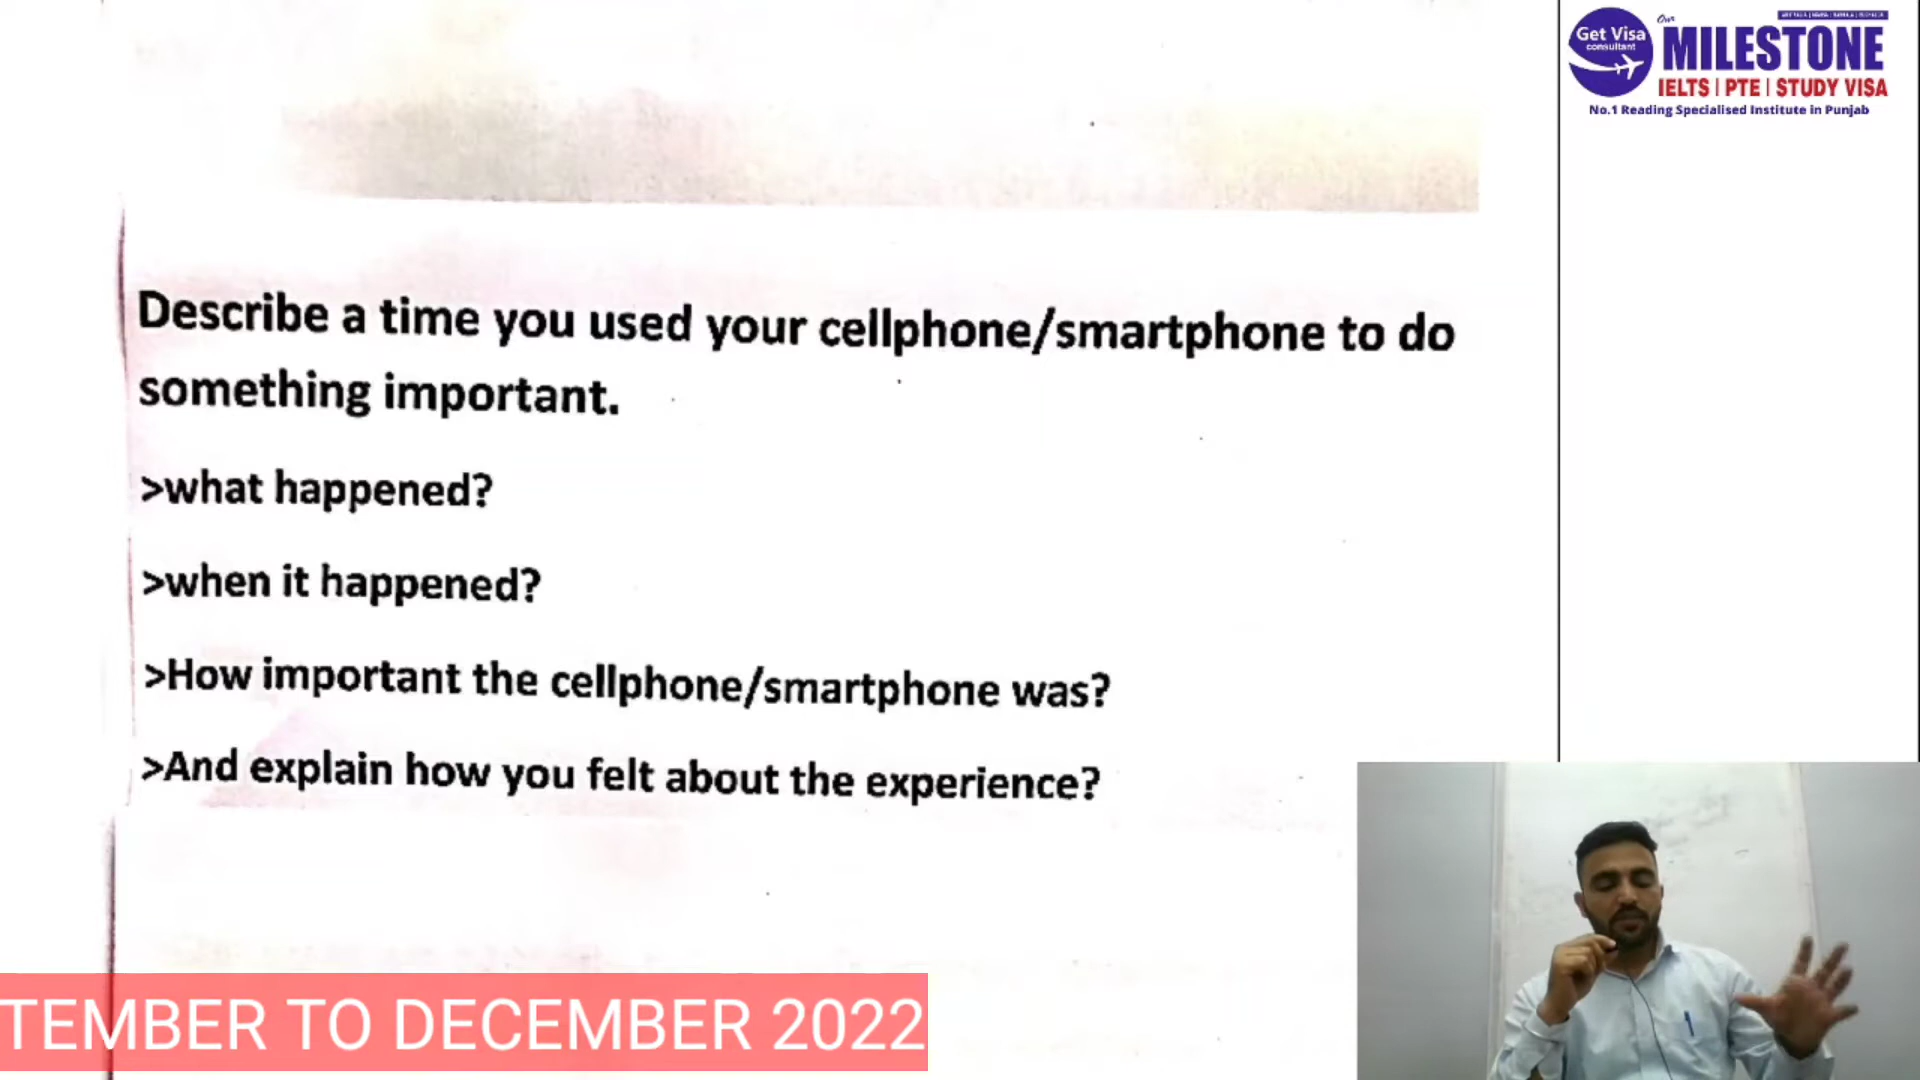 Get Visa
consultant
Our
MILESTONE
IELTS | PTE | STUDY VISA
No.1 Reading Specialised Institute in Punjab
Describe a time you used your cellphone/smartphone to do
something important.
>what happened?
>when it happened?
>How important the cellphone/smartphone was?
>And explain how you felt about the experience?
TEMBER TO DECEMBER 2022